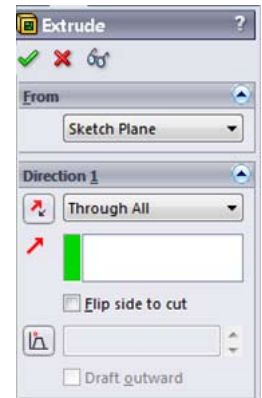 Extrude ?
From
Sketch Plane
Direction 1
Through All
Flip side to cut
Draft outward